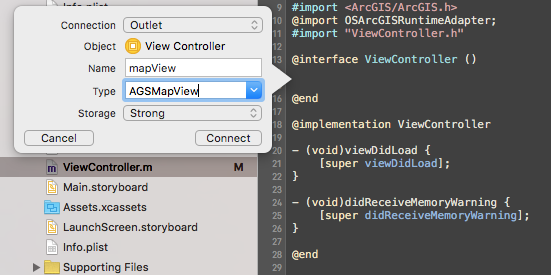 Info.plist
Connection Outlet
Object View Controller
Name mapView
Type AGSMapView
Storage Strong
Cancel Connect
ViewController.m M
Main.storyboard
Assets.xcassets
LaunchScreen.storyboard
Info.plist
Supporting Files
9 #import <ArcGIS/ArcGIS.h>
10 @import OSArcGISRuntimeAdapter;
11 #import "ViewController.h"
12
13 @interface ViewController ()
16 @end
17
18 @implementation ViewController
19
20 - (void)viewDidLoad {
21 [super viewDidLoad];
22 }
23
24 - (void)didReceiveMemoryWarning {
25 [super didReceiveMemoryWarning];
26 }
27
28 @end
29